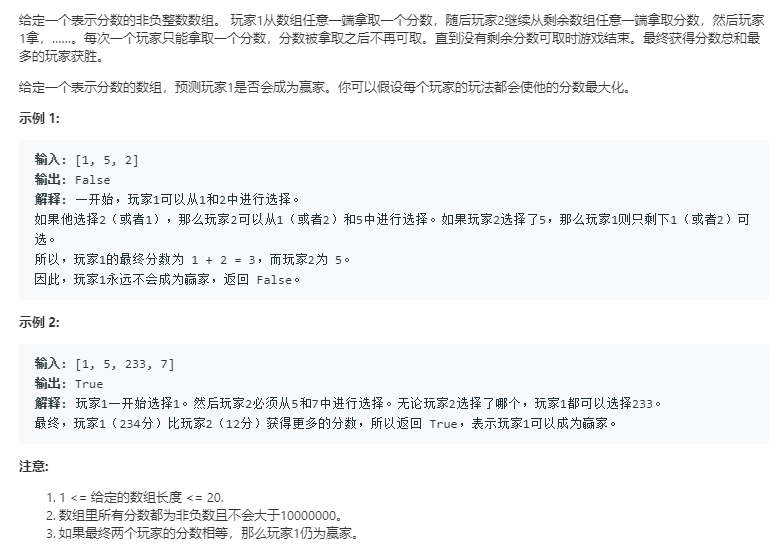 给定一个表示分数的非负整数数组。 玩家1从数组任意一端拿取一个分数，随后玩家2继续从剩余数组任意一端拿取分数，然后玩家
1拿，……。每次一个玩家只能拿取一个分数，分数被拿取之后不再可取。直到没有剩余分数可取时游戏结束。最终获得分数总和最
多的玩家获胜。
给定一个表示分数的数组，预测玩家1是否会成为赢家。你可以假设每个玩家的玩法都会使他的分数最大化。
示例 1:
输入: [1, 5, 2]
输出: False
解释: 一开始，玩家1可以从1和2中进行选择。
如果他选择2（或者1），那么玩家2可以从1（或者2）和5中进行选择。如果玩家2选择了5，那么玩家1则只剩下1（或者2）可
选。
所以，玩家1的最终分数为 1 + 2 = 3，而玩家2为 5。
因此，玩家1永远不会成为赢家，返回 False。
示例 2:
输入: [1, 5, 233, 7]
输出: True
解释: 玩家1一开始选择1。然后玩家2必须从5和7中进行选择。无论玩家2选择了哪个，玩家1都可以选择233。
最终，玩家1（234分）比玩家2（12分）获得更多的分数，所以返回 True，表示玩家1可以成为赢家。
注意:
1. 1 <= 给定的数组长度 <= 20.
2. 数组里所有分数都为非负数且不会大于10000000。
3. 如果最终两个玩家的分数相等，那么玩家1仍为赢家。